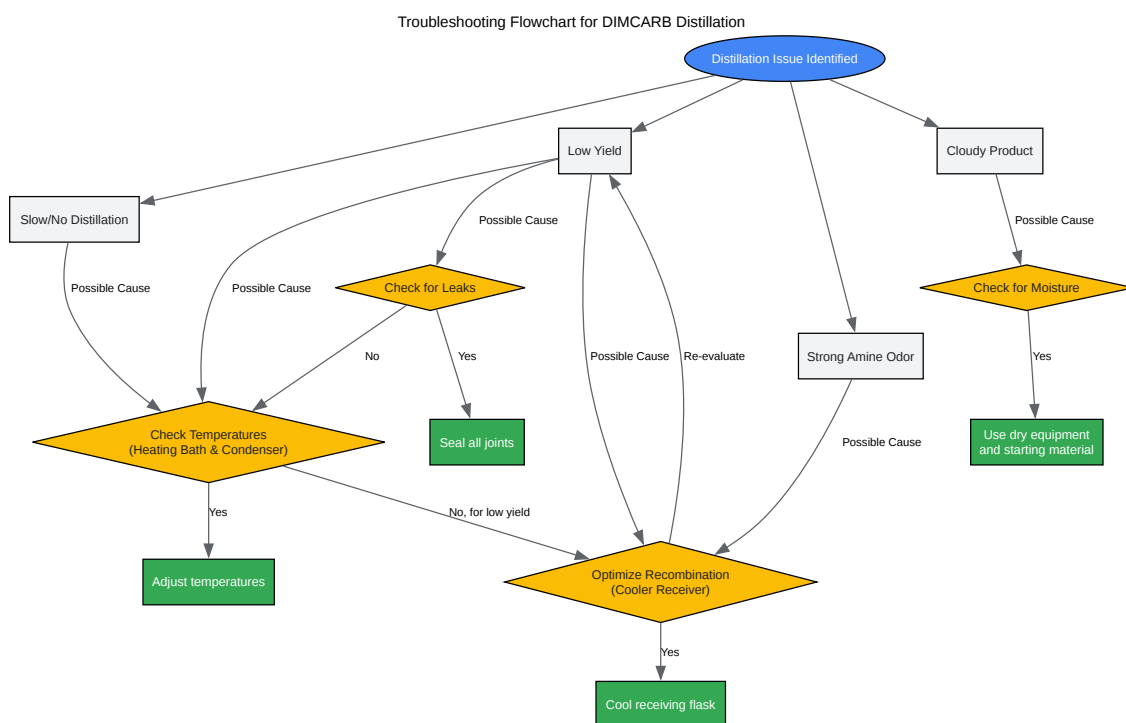 Troubleshooting Flowchart for DIMCARB Distillation
Distillation Issue Identified
Low Yield
Cloudy Product
Slow/No Distillation
Possible Cause
Possible Cause
Possible Cause
Possible Cause
Check for Leaks
Check for Moisture
No
Yes
Possible Cause
Re-evaluate
Strong Amine Odor
Yes
Check Temperatures
(Heating Bath & Condenser)
Seal all joints
Possible Cause
Use dry equipment
and starting material
Yes
No, for low yield
Adjust temperatures
Optimize Recombination
(Cooler Receiver)
Yes
Cool receiving flask